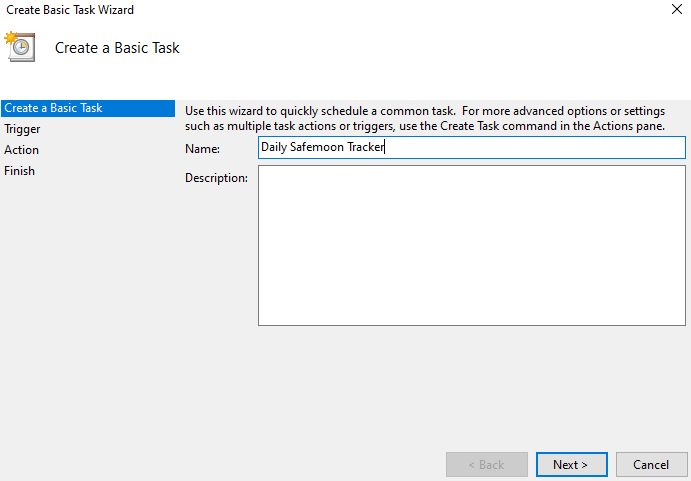 Create Basic Task Wizard
Create a Basic Task
Create a Basic Task
Trigger
Action
Finish
Use this wizard to quickly schedule a common task.  For more advanced options or settings
such as multiple task actions or triggers, use the Create Task command in the Actions pane.
Name:
Daily Safemoon Tracker
Description:
< Back
Next >
Cancel